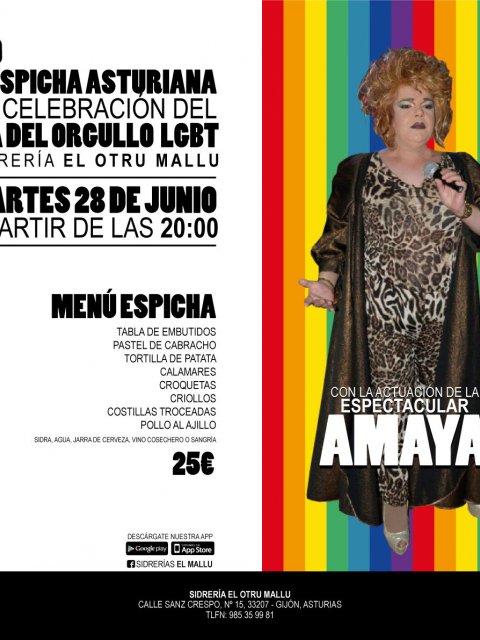 O
SPICHA ASTURIANA
CELEBRACIÓN DEL
A DEL ORGULLO LGBT
DRERÍA EL OTRU MALLU
ARTES 28 DE JUNIO
PARTIR DE LAS 20:00
MENÚ ESPICHA
TABLA DE EMBUTIDOS
PASTEL DE CABRACHO
TORTILLA DE PATATA
CALAMARES
CROQUETAS
CRIOLLOS
COSTILLAS TROCEADAS
POLLO AL AJILLO
SIDRA, AGUA, JARRA DE CERVEZA, VINO COSECHERO O SANGRÍA
25€
CON LA ACTUACIÓN DE LA
ESPECTACULAR
AMAYA
DESCÁRGATE NUESTRA APP
Google play
App Store
SIDRERÍAS EL MALLU
SIDRERÍA EL OTRU MALLU
CALLE SANZ CRESPO, Nº 15, 33207 - GIJÓN, ASTURIAS
TLFN: 985 35 99 81